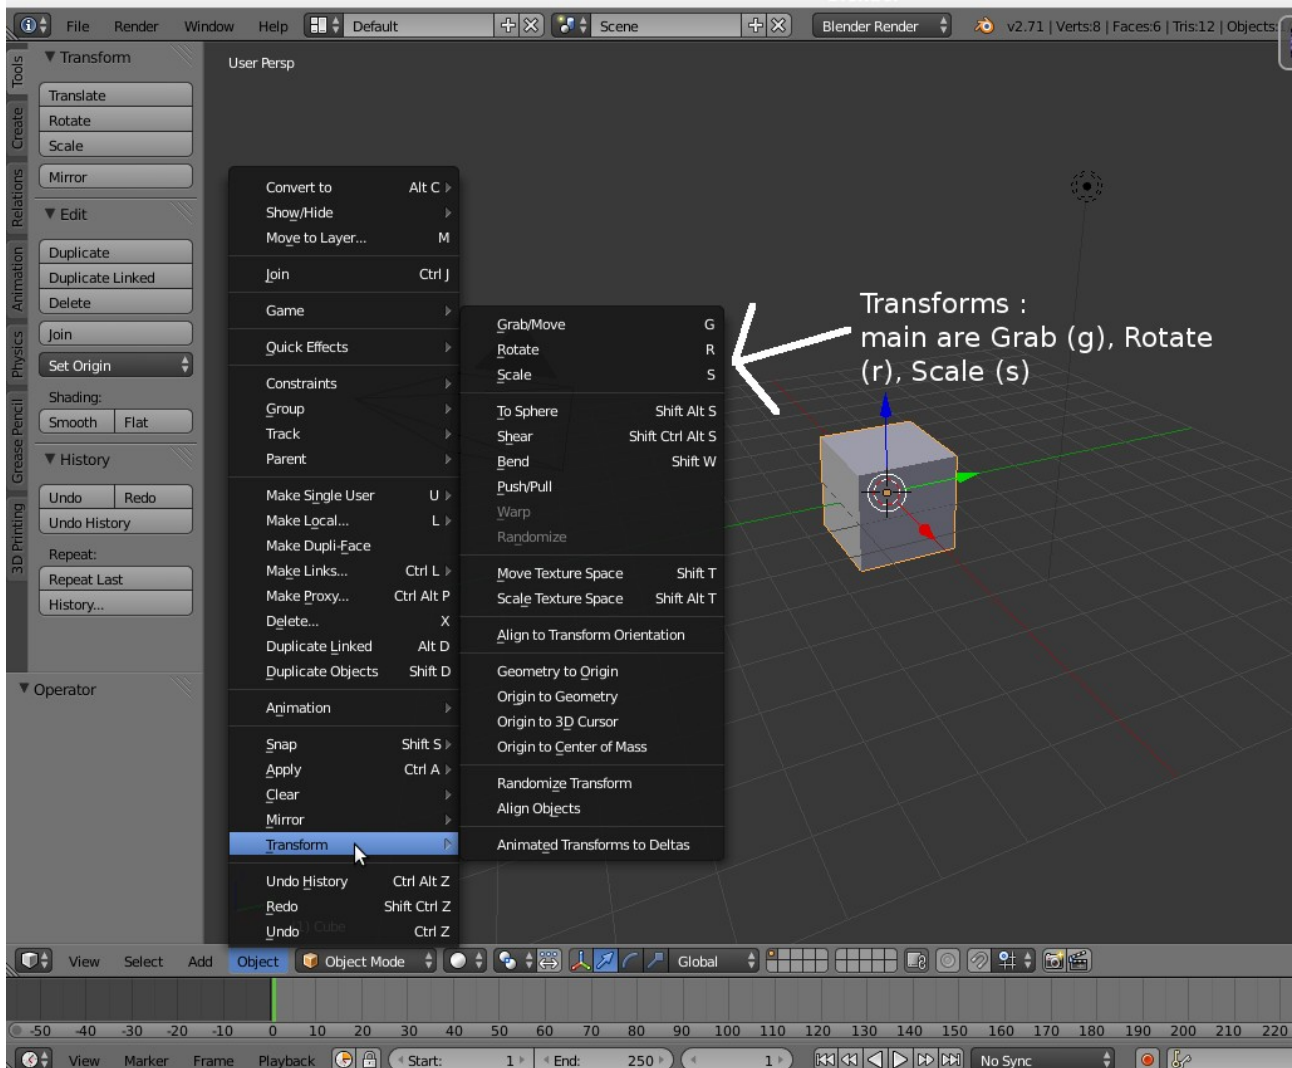 File Render Window Help Default Scene Blender Render v2.71 | Verts:8 | Faces:6 | Tris:12 | Objects:
Tools
Create
Relations
Animation
Physics
Grease Pencil
3D Printing
Transform
Translate
Rotate
Scale
Mirror
Edit
Duplicate
Duplicate Linked
Delete
Join
Set Origin
Shading:
Smooth Flat
History
Undo Redo
Undo History
Repeat:
Repeat Last
History...
Operator
User Persp
Convert to Alt C
Show/Hide
Move to Layer... M
Join Ctrl J
Game
Quick Effects
Constraints
Group
Track
Parent
Make Single User U
Make Local... L
Make Dupli-Face
Make Links... Ctrl L
Make Proxy... Ctrl Alt P
Delete... X
Duplicate Linked Alt D
Duplicate Objects Shift D
Animation
Snap Shift S
Apply Ctrl A
Clear
Mirror
Transform
Undo History Ctrl Alt Z
Redo Shift Ctrl Z
Undo Ctrl Z
(1) Cube
Grab/Move G
Rotate R
Scale S
To Sphere Shift Alt S
Shear Shift Ctrl Alt S
Bend Shift W
Push/Pull
Warp
Randomize
Move Texture Space Shift T
Scale Texture Space Shift Alt T
Align to Transform Orientation
Geometry to Origin
Origin to Geometry
Origin to 3D Cursor
Origin to Center of Mass
Randomize Transform
Align Objects
Animated Transforms to Deltas
Transforms :
main are Grab (g), Rotate
(r), Scale (s)
View Select Add Object Object Mode Global
-50 -40 -30 -20 -10 0 10 20 30 40 50 60 70 80 90 100 110 120 130 140 150 160 170 180 190 200 210 220
View Marker Frame Playback Start: 1 End: 250 1 No Sync